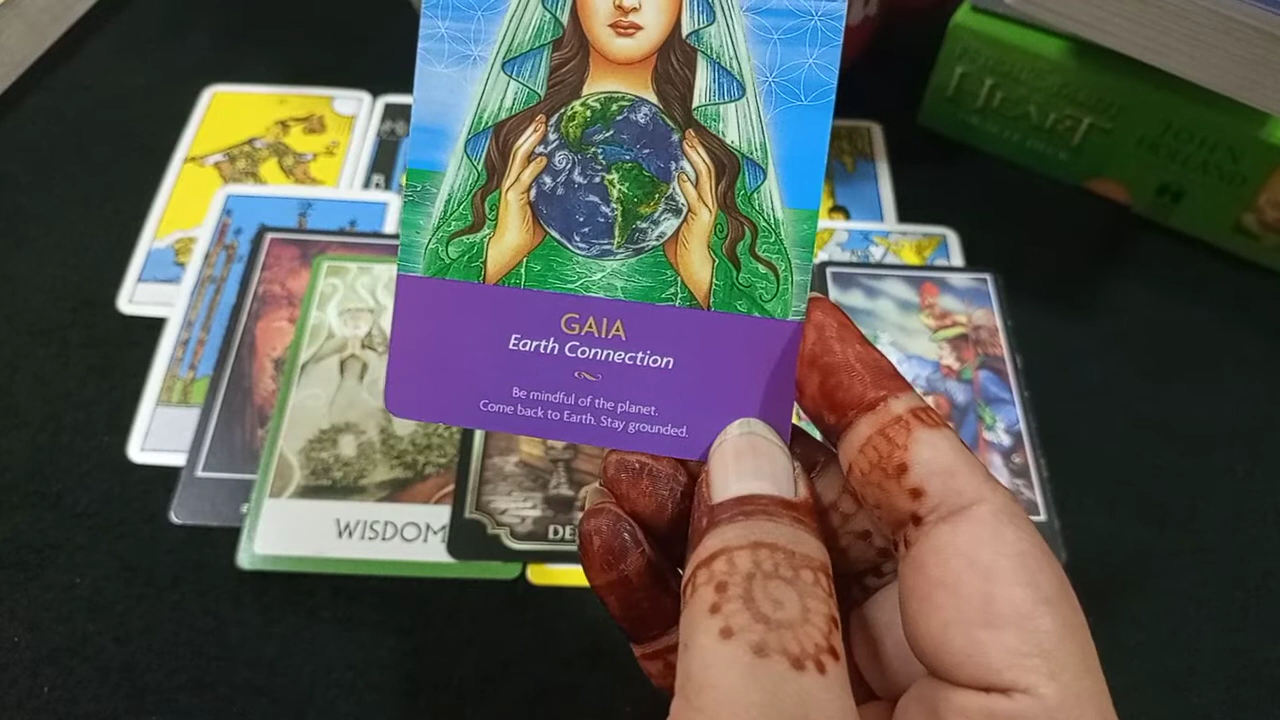 GAIA
Earth Connection
Be mindful of the planet.
Come back to Earth. Stay grounded.
WISDOM
DE
HEART
JOHN
HOLLAND